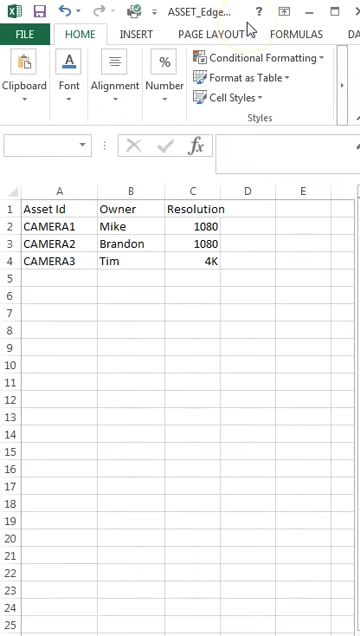 ASSET_Edge... ?
FILE HOME INSERT PAGE LAYOUT FORMULAS DA
Clipboard Font Alignment % Number
Conditional Formatting
Format as Table
Cell Styles
Styles
fx
A B C D E
1 Asset Id Owner Resolution
2 CAMERA1 Mike 1080
3 CAMERA2 Brandon 1080
4 CAMERA3 Tim 4K
5
6
7
8
9
10
11
12
13
14
15
16
17
18
19
20
21
22
23
24
25